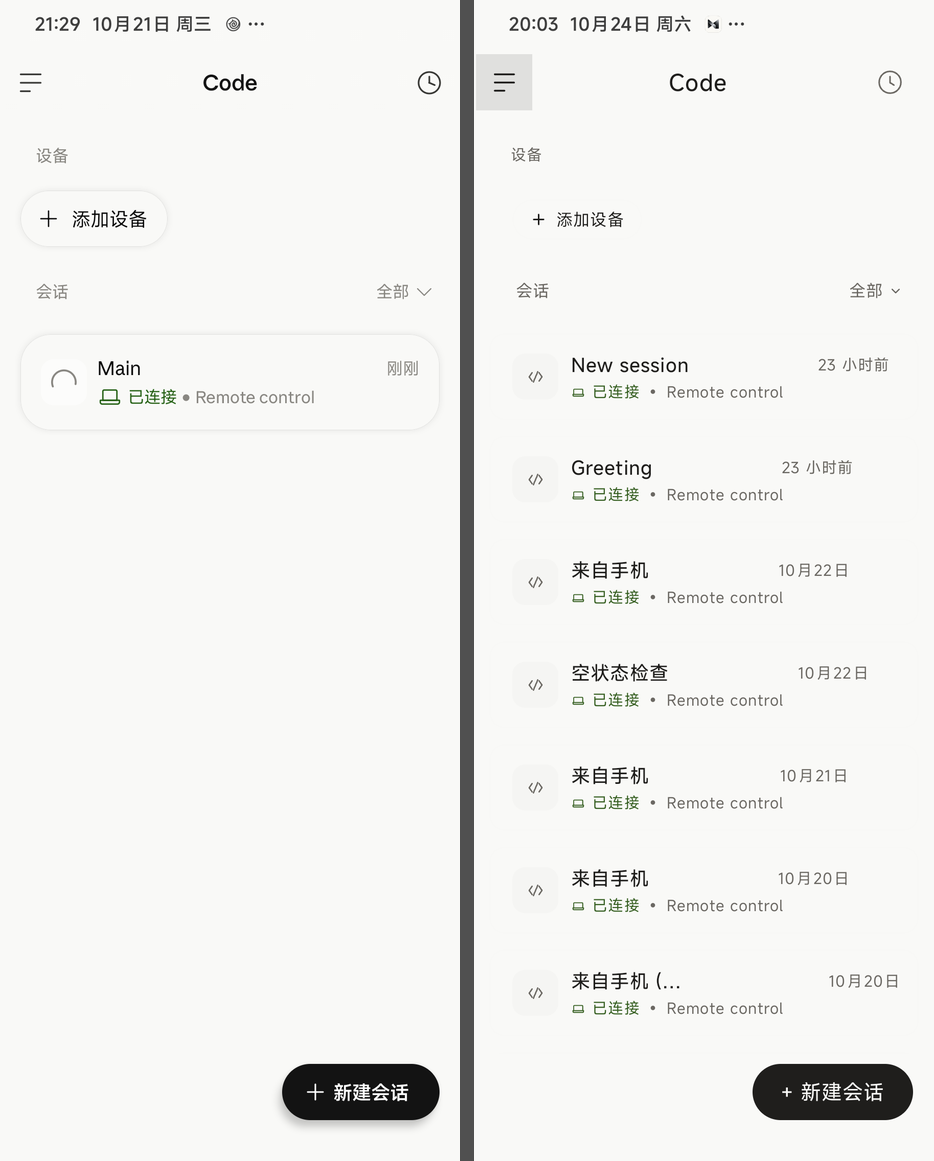 21:29 10月21日 周三 ···
Code
设备
+ 添加设备
会话 全部
Main 刚刚
已连接 • Remote control
+ 新建会话
20:03 10月24日 周六 ···
Code
设备
+ 添加设备
会话 全部
</> New session 23 小时前
已连接 • Remote control
</> Greeting 23 小时前
已连接 • Remote control
</> 来自手机 10月22日
已连接 • Remote control
</> 空状态检查 10月22日
已连接 • Remote control
</> 来自手机 10月21日
已连接 • Remote control
</> 来自手机 10月20日
已连接 • Remote control
</> 来自手机 (... 10月20日
已连接 • Remote control
+ 新建会话